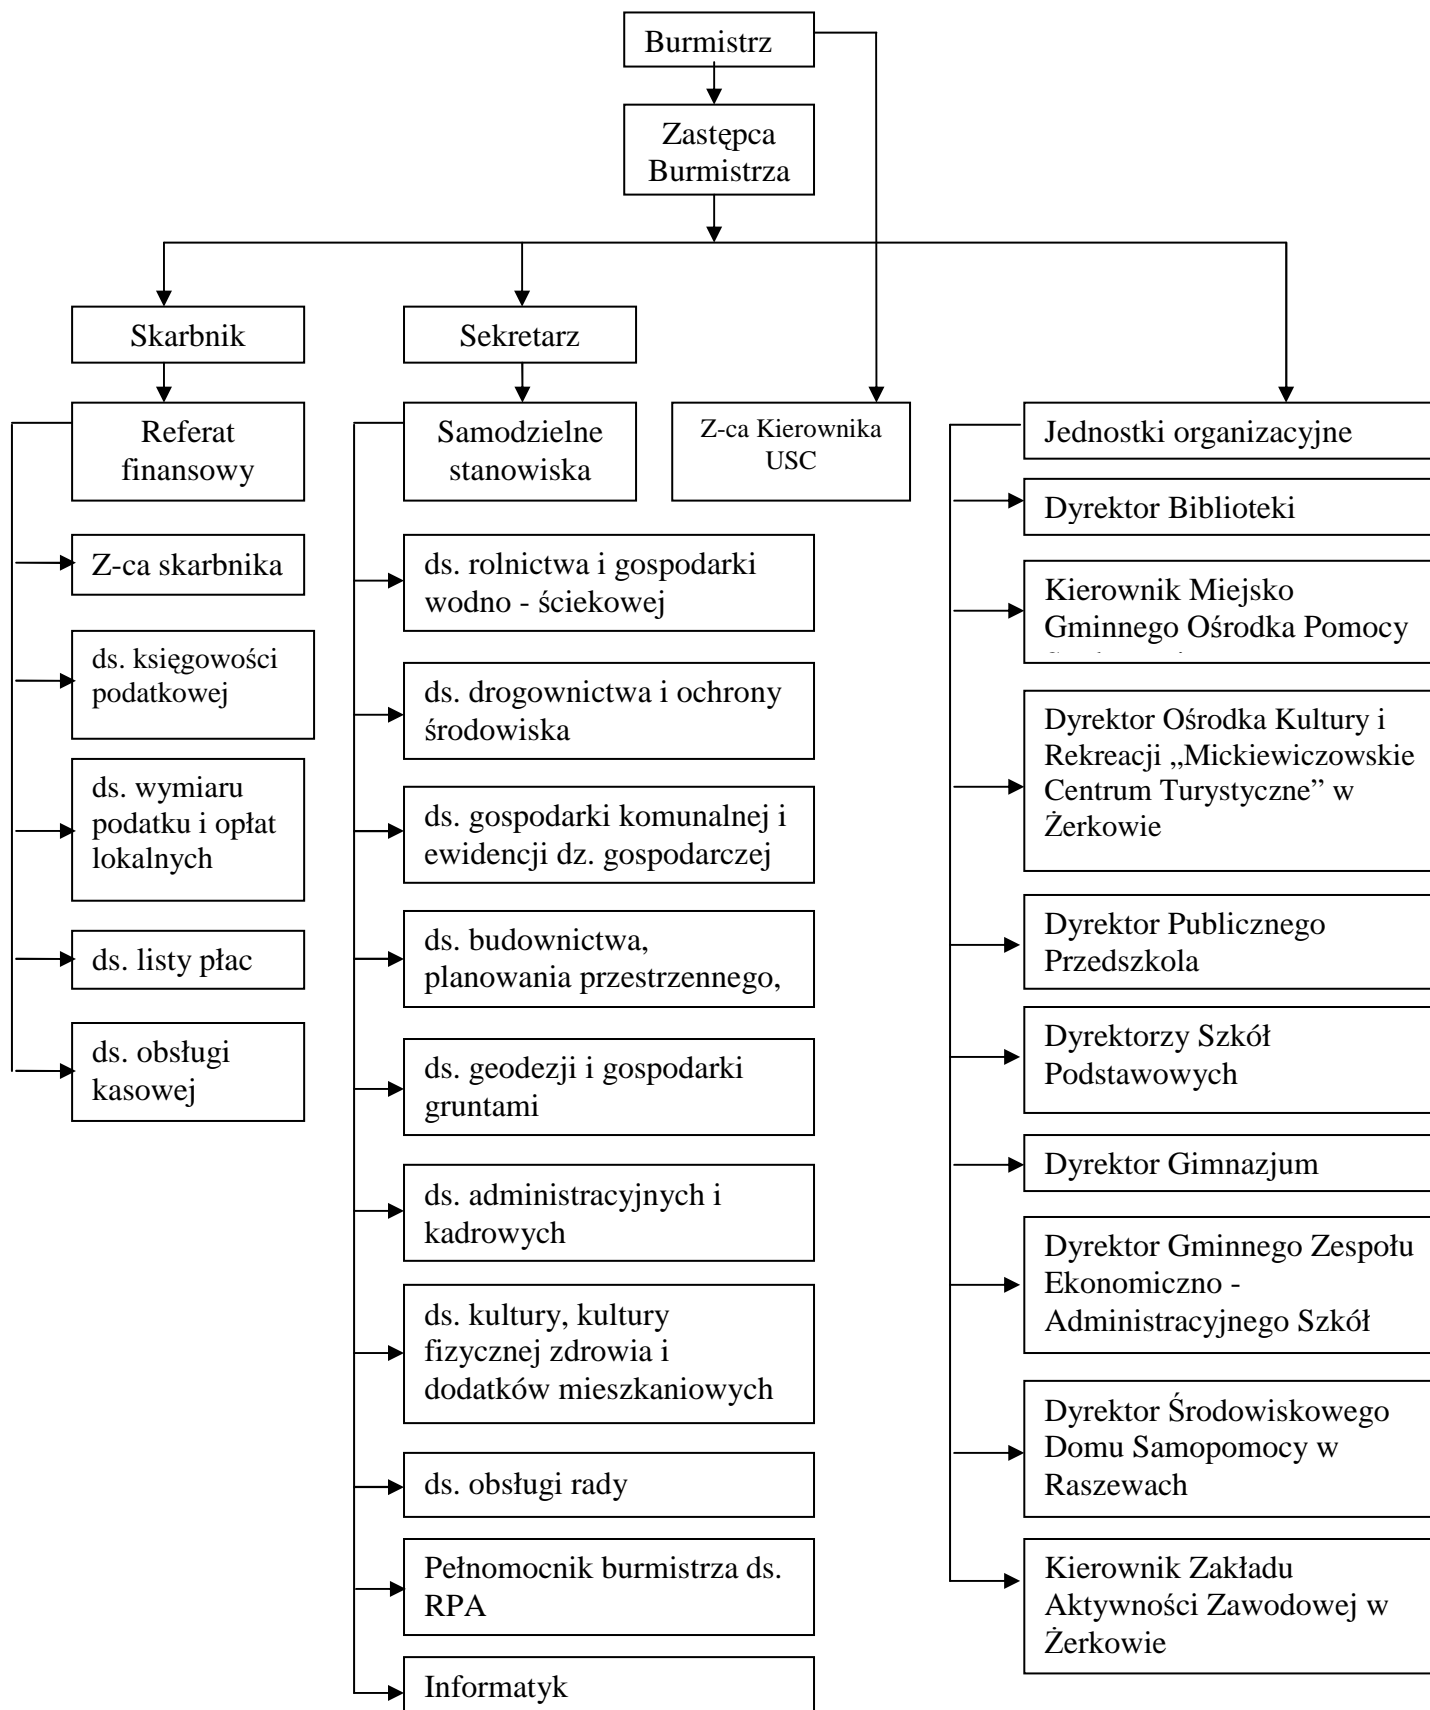 Burmistrz
Zastępca
Burmistrza
Skarbnik
Sekretarz
Referat
finansowy
Samodzielne
stanowiska
Z-ca Kierownika
USC
Jednostki organizacyjne
Z-ca skarbnika
ds. księgowości
podatkowej
ds. wymiaru
podatku i opłat
lokalnych
ds. listy płac
ds. obsługi
kasowej
ds. rolnictwa i gospodarki
wodno - ściekowej
ds. drogownictwa i ochrony
środowiska
ds. gospodarki komunalnej i
ewidencji dz. gospodarczej
ds. budownictwa,
planowania przestrzennego,
ds. geodezji i gospodarki
gruntami
ds. administracyjnych i
kadrowych
ds. kultury, kultury
fizycznej zdrowia i
dodatków mieszkaniowych
ds. obsługi rady
Pełnomocnik burmistrza ds.
RPA
Informatyk
Dyrektor Biblioteki
Kierownik Miejsko
Gminnego Ośrodka Pomocy
Dyrektor Ośrodka Kultury i
Rekreacji „Mickiewiczowskie
Centrum Turystyczne” w
Żerkowie
Dyrektor Publicznego
Przedszkola
Dyrektorzy Szkół
Podstawowych
Dyrektor Gimnazjum
Dyrektor Gminnego Zespołu
Ekonomiczno -
Administracyjnego Szkół
Dyrektor Środowiskowego
Domu Samopomocy w
Raszewach
Kierownik Zakładu
Aktywności Zawodowej w
Żerkowie